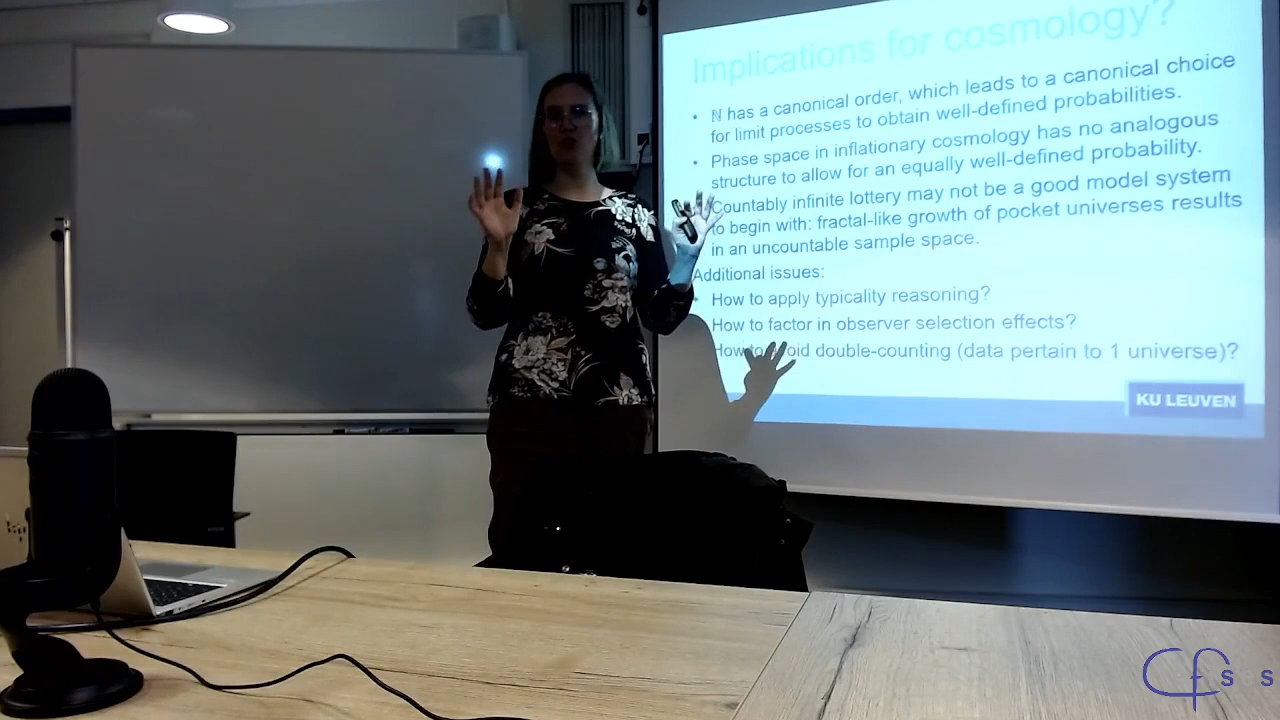 Implications for cosmology?
• ℕ has a canonical order, which leads to a canonical choice
for limit processes to obtain well-defined probabilities.
• Phase space in inflationary cosmology has no analogous
structure to allow for an equally well-defined probability.
Countably infinite lottery may not be a good model system
to begin with: fractal-like growth of pocket universes results
in an uncountable sample space.
Additional issues:
• How to apply typicality reasoning?
How to factor in observer selection effects?
How to avoid double-counting (data pertain to 1 universe)?
KU LEUVEN